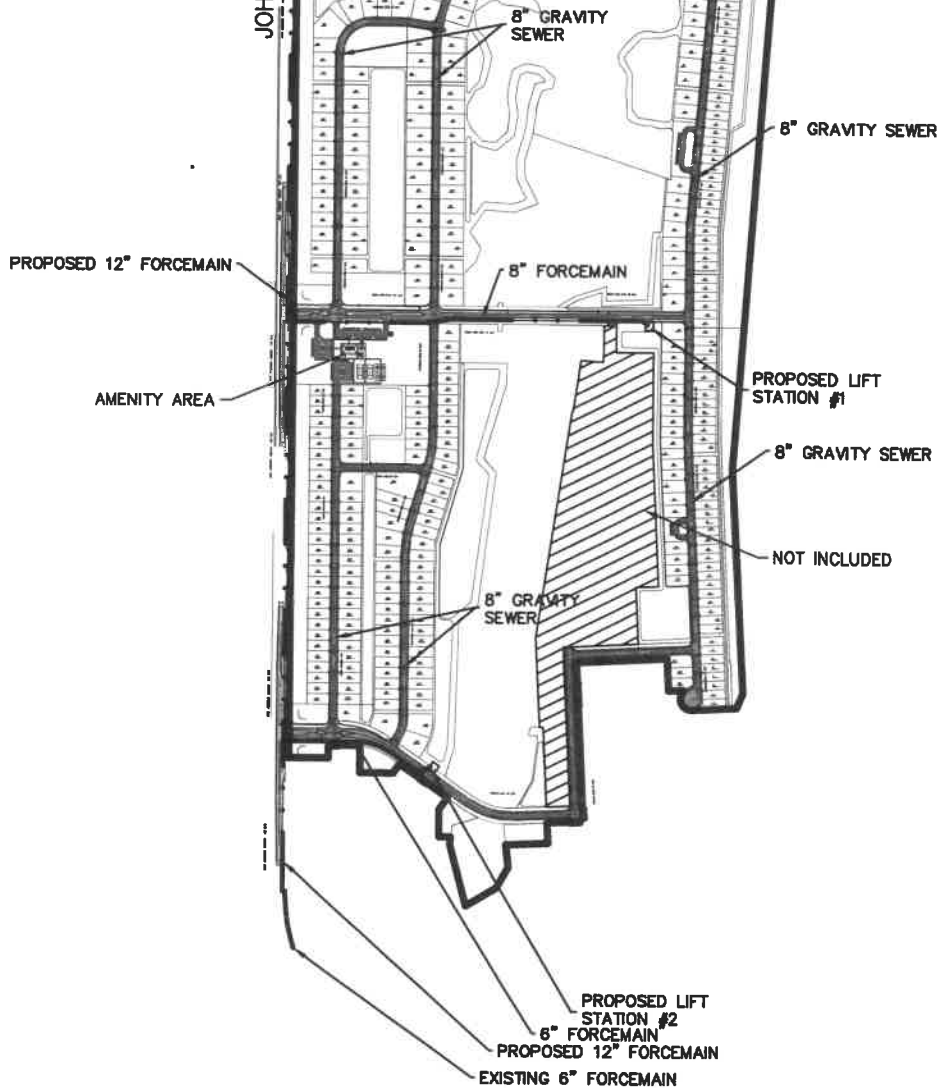 JOH
8" GRAVITY
SEWER
8" GRAVITY SEWER
PROPOSED 12" FORCEMAIN
8" FORCEMAIN
AMENITY AREA
PROPOSED LIFT
STATION #1
8" GRAVITY SEWER
NOT INCLUDED
8" GRAVITY
SEWER
PROPOSED LIFT
STATION #2
6" FORCEMAIN
PROPOSED 12" FORCEMAIN
EXISTING 6" FORCEMAIN